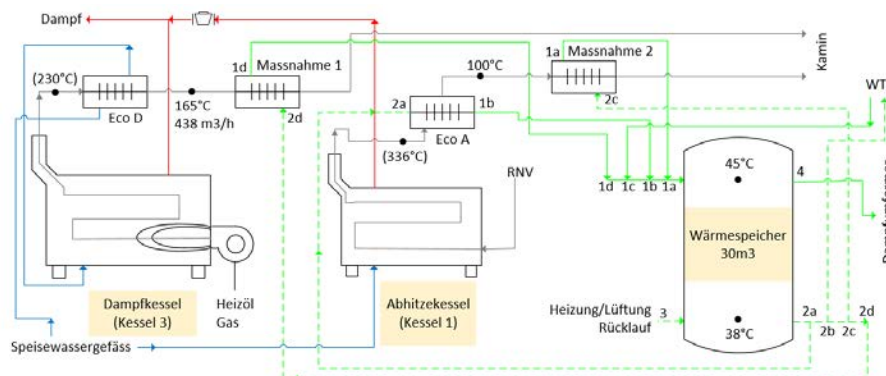 Dampf
1d
Massnahme 1
1a
Massnahme 2
Kamin
(230°C)
100°C
WT
165°C
438 m3/h
Eco D
2d
2a
1b
Eco A
2c
(336°C)
RNV
1d
1c
1b
1a
45°C
4
Wärmespeicher
30m3
Dampfkessel
(Kessel 3)
Heizöl
Gas
Abhitzekessel
(Kessel 1)
Heizung/Lüftung
Rücklauf
3
38°C
2a
2b
2c
2d
Speisewassergefäss